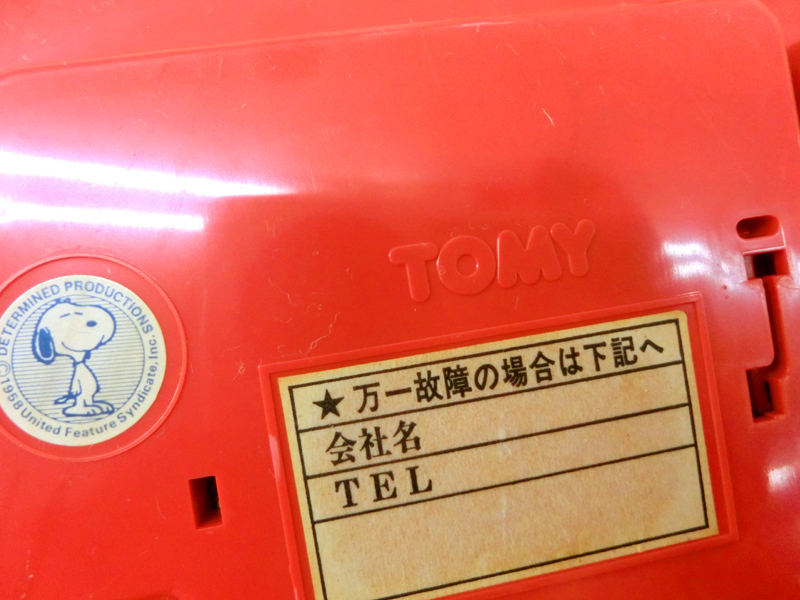 TOMY
DETERMINED PRODUCTIONS
©1958 United Feature Syndicate, Inc.
★万一故障の場合は下記へ
会社名
TEL